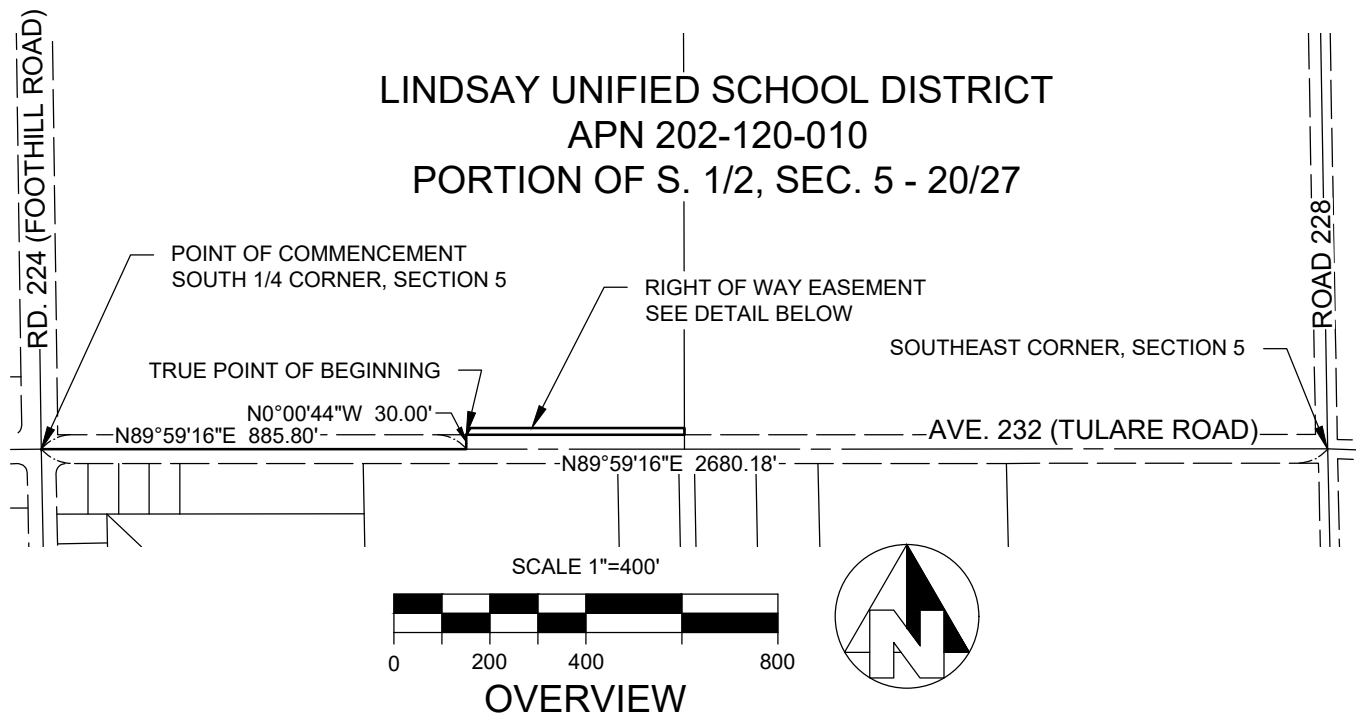 LINDSAY UNIFIED SCHOOL DISTRICT
APN 202-120-010
PORTION OF S. 1/2, SEC. 5 - 20/27
RD. 224 (FOOTHILL ROAD)
ROAD 228
POINT OF COMMENCEMENT
SOUTH 1/4 CORNER, SECTION 5
RIGHT OF WAY EASEMENT
SEE DETAIL BELOW
SOUTHEAST CORNER, SECTION 5
TRUE POINT OF BEGINNING
N0°00'44"W 30.00'
N89°59'16"E 885.80'
AVE. 232 (TULARE ROAD)
N89°59'16"E 2680.18'
SCALE 1"=400'
0 200 400 800
N
OVERVIEW